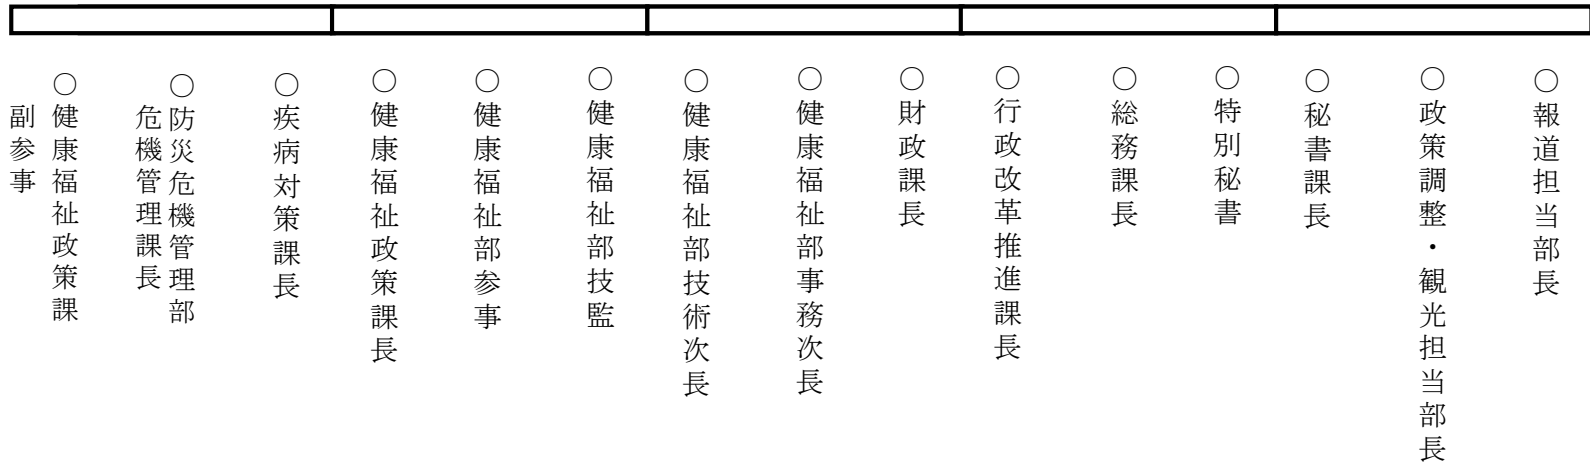 ○報道担当部長
○政策調整・観光担当部長
○秘書課長
○特別秘書
○総務課長
○行政改革推進課長
○財政課長
○健康福祉部事務次長
○健康福祉部技術次長
○健康福祉部技監
○健康福祉部参事
○健康福祉政策課長
○疾病対策課長
○防災危機管理部
危機管理課長
○健康福祉政策課
副参事